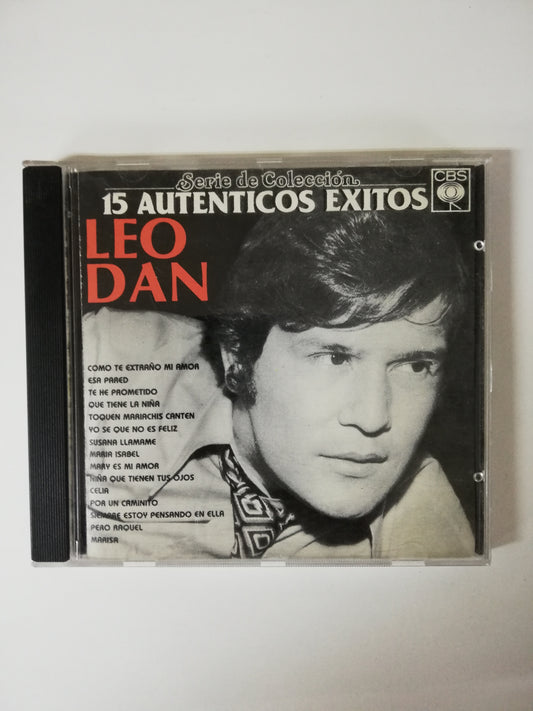 Serie de Colección
15 AUTENTICOS EXITOS
CBS
LEO
DAN
COMO TE EXTRAÑO MI AMOR
ESA PARED
TE HE PROMETIDO
QUE TIENE LA NIÑA
TOQUEN MARIACHIS CANTEN
YO SE QUE NO ES FELIZ
SUSANA LLAMAME
MARIA ISABEL
MARY ES MI AMOR
NIÑA QUE TIENEN TUS OJOS
CELIA
POR UN CAMINITO
SIEMPRE ESTOY PENSANDO EN ELLA
PERO RAQUEL
MARISA